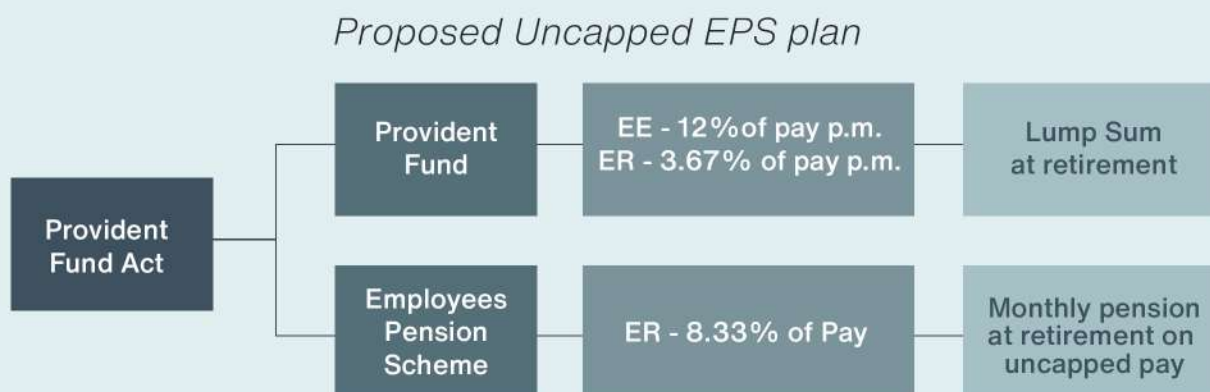 Proposed Uncapped EPS plan
Provident
Fund Act
Provident
Fund
EE - 12%of pay p.m.
ER - 3.67% of pay p.m.
Lump Sum
at retirement
Employees
Pension
Scheme
ER - 8.33% of Pay
Monthly pension
at retirement on
uncapped pay